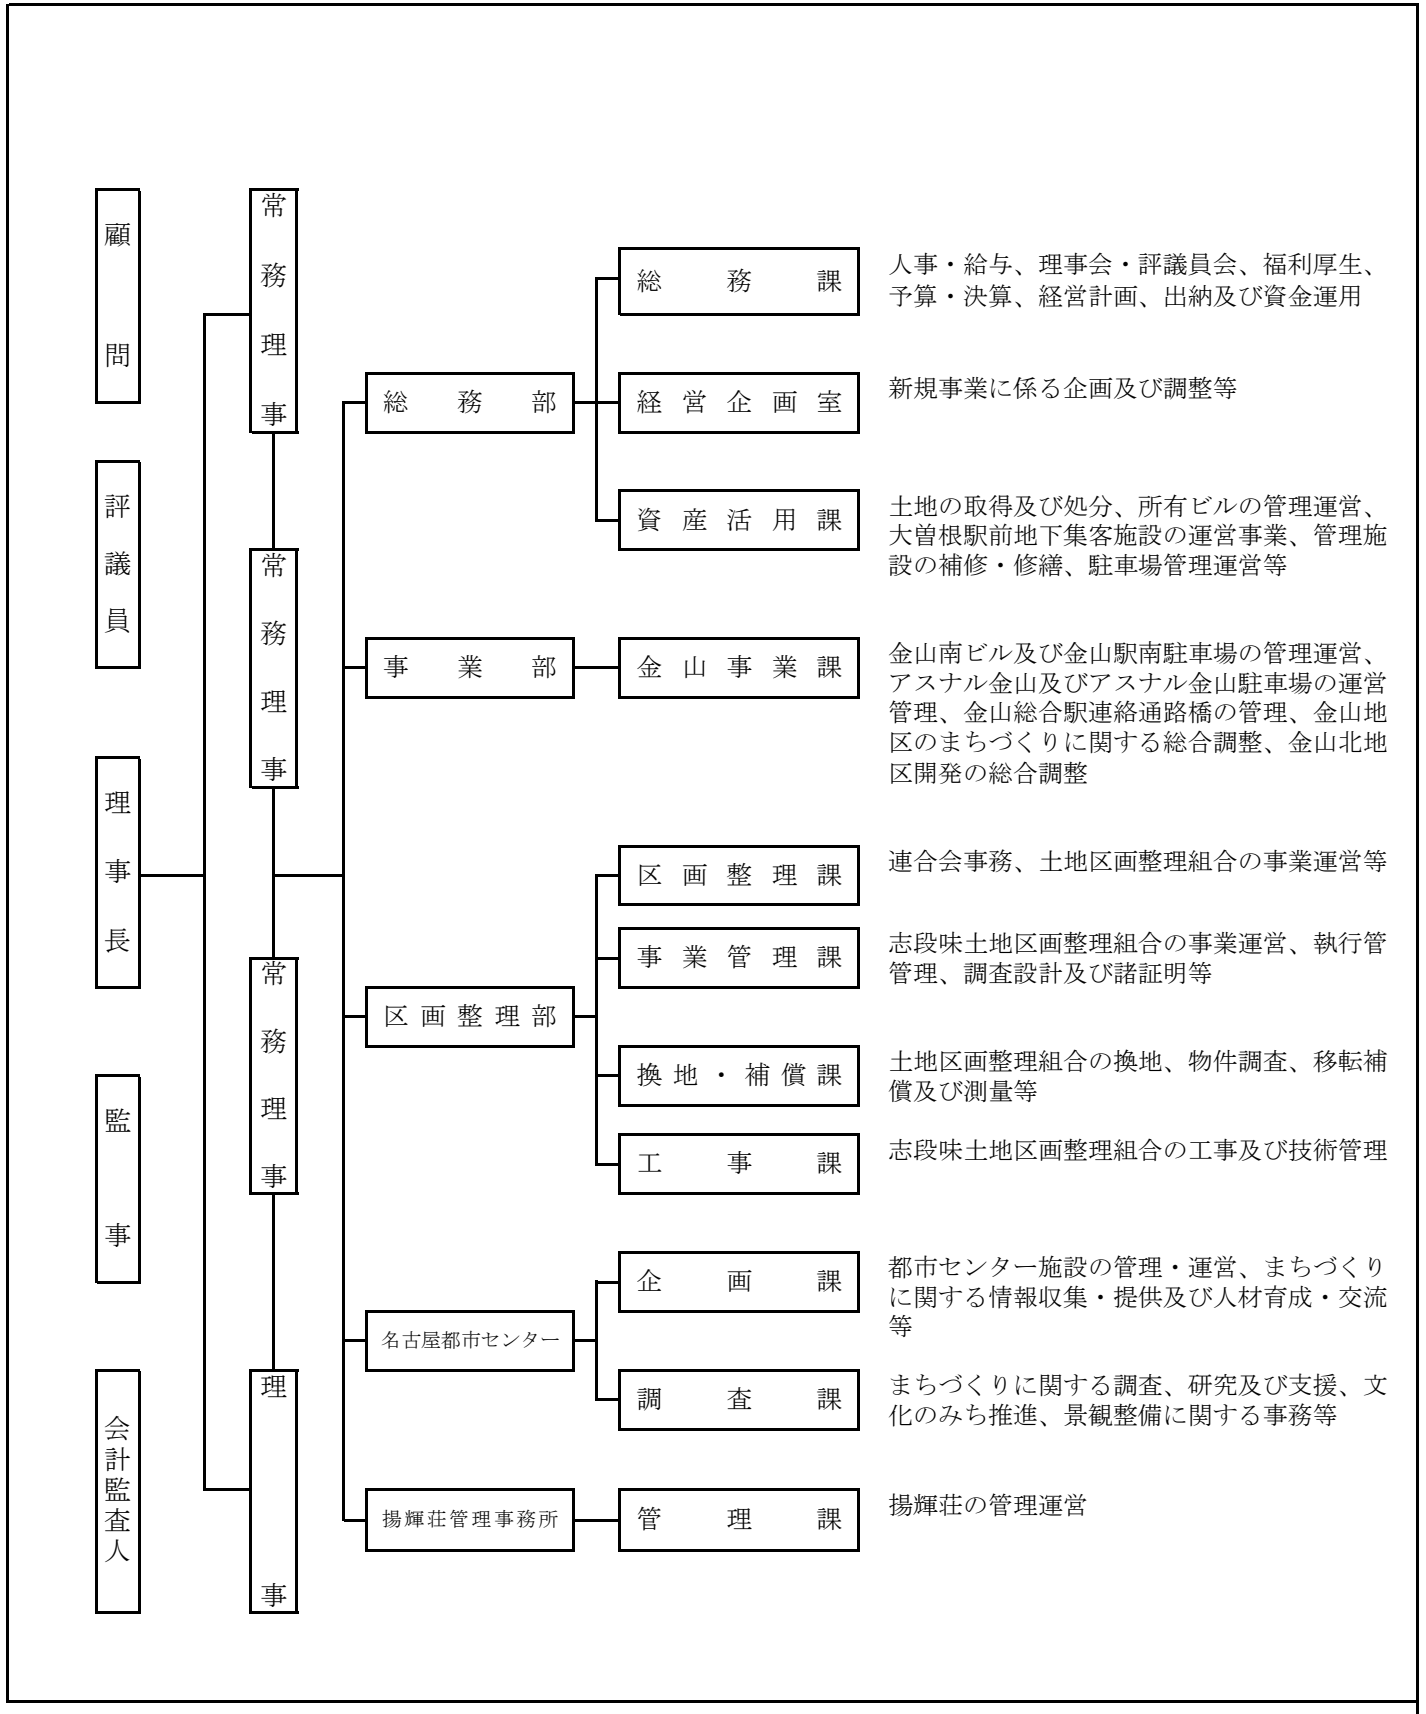 顧問
評議員
理事長
監事
会計監査人
常務理事
常務理事
常務理事
理事
総務部
総務課
人事・給与、理事会・評議員会、福利厚生、
予算・決算、経営計画、出納及び資金運用
経営企画室
新規事業に係る企画及び調整等
資産活用課
土地の取得及び処分、所有ビルの管理運営、
大曽根駅前地下集客施設の運営事業、管理施
設の補修・修繕、駐車場管理運営等
事業部
金山事業課
金山南ビル及び金山駅南駐車場の管理運営、
アスナル金山及びアスナル金山駐車場の運営
管理、金山総合駅連絡通路橋の管理、金山地
区のまちづくりに関する総合調整、金山北地
区開発の総合調整
区画整理部
区画整理課
連合会事務、土地区画整理組合の事業運営等
事業管理課
志段味土地区画整理組合の事業運営、執行管
管理、調査設計及び諸証明等
換地・補償課
土地区画整理組合の換地、物件調査、移転補
償及び測量等
工事課
志段味土地区画整理組合の工事及び技術管理
名古屋都市センター
企画課
都市センター施設の管理・運営、まちづくり
に関する情報収集・提供及び人材育成・交流
等
調査課
まちづくりに関する調査、研究及び支援、文
化のみち推進、景観整備に関する事務等
揚輝荘管理事務所
管理課
揚輝荘の管理運営